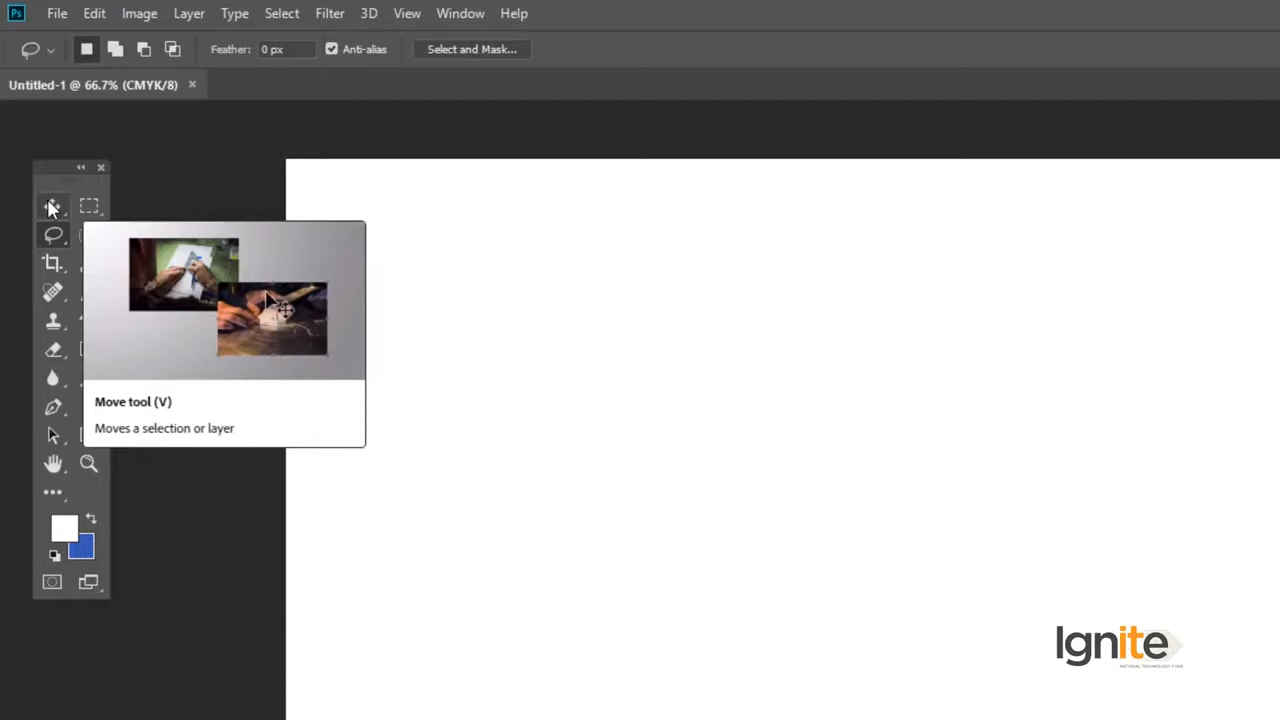 Ps File Edit Image Layer Type Select Filter 3D View Window Help
Feather: 0 px Anti-alias Select and Mask...
Untitled-1 @ 66.7% (CMYK/8) ×
Move tool (V)
Moves a selection or layer
Ignite
NATIONAL TECHNOLOGY FUND